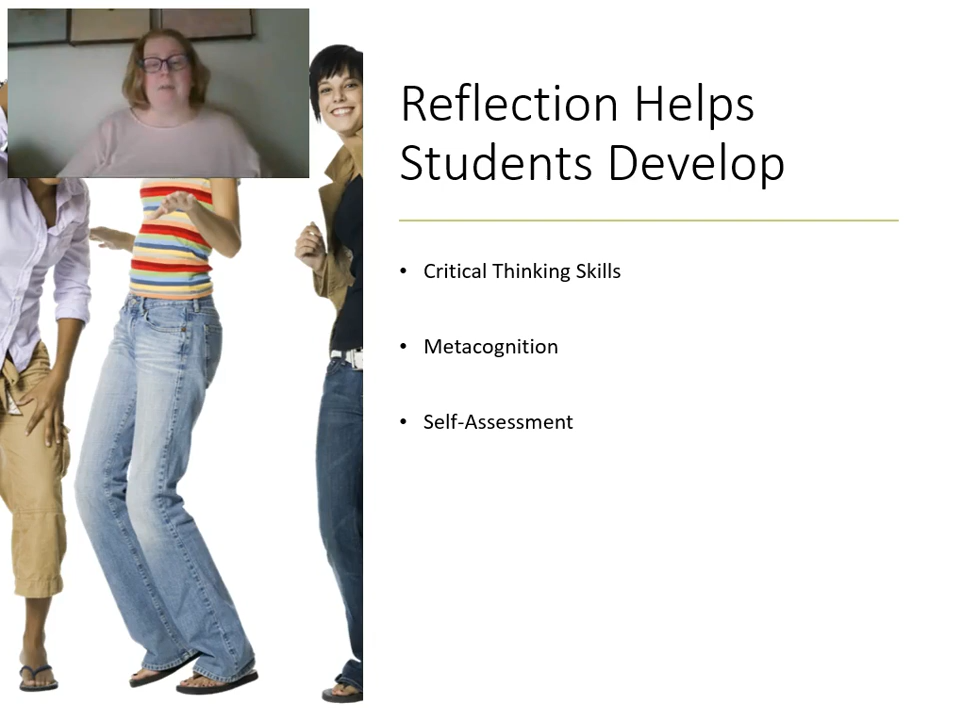 Reflection Helps
Students Develop
• Critical Thinking Skills
• Metacognition
• Self-Assessment